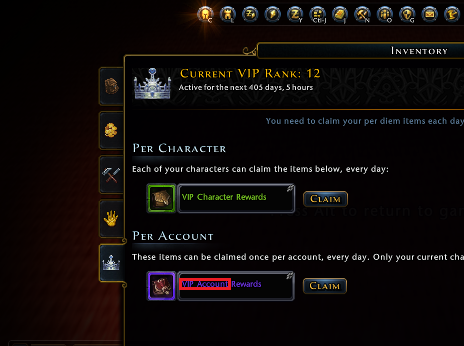 C L Z Y CE-J J N O G
INVENTORY
CURRENT VIP RANK: 12
Active for the next 405 days, 5 hours
You need to claim your per diem items each day
PER CHARACTER
Each of your characters can claim the items below, every day:
VIP Character Rewards
CLAIM
PER ACCOUNT
These items can be claimed once per account, every day. Only your current cha
VIP Account Rewards
CLAIM